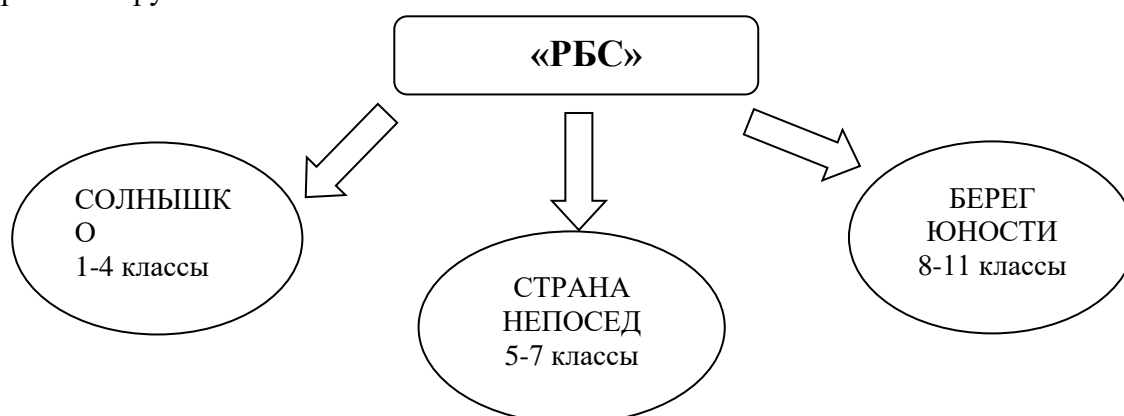 «РБС»
СОЛНЫШК
О
1-4 классы
СТРАНА
НЕПОСЕД
5-7 классы
БЕРЕГ
ЮНОСТИ
8-11 классы